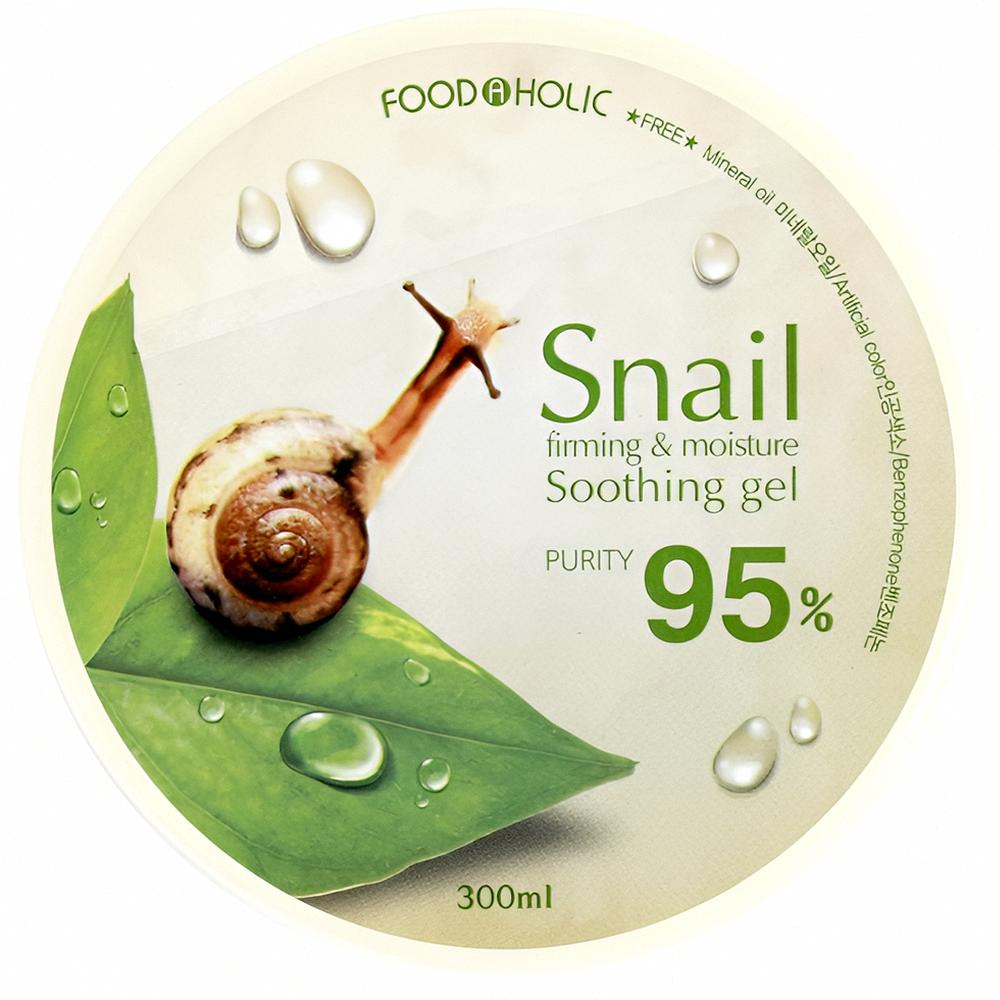 FOODAHOLIC
★FREE★ Mineral oil 미네랄오일/Artificial color인공색소/Benzophenone벤조페논
Snail
firming & moisture
Soothing gel
PURITY 95%
300ml